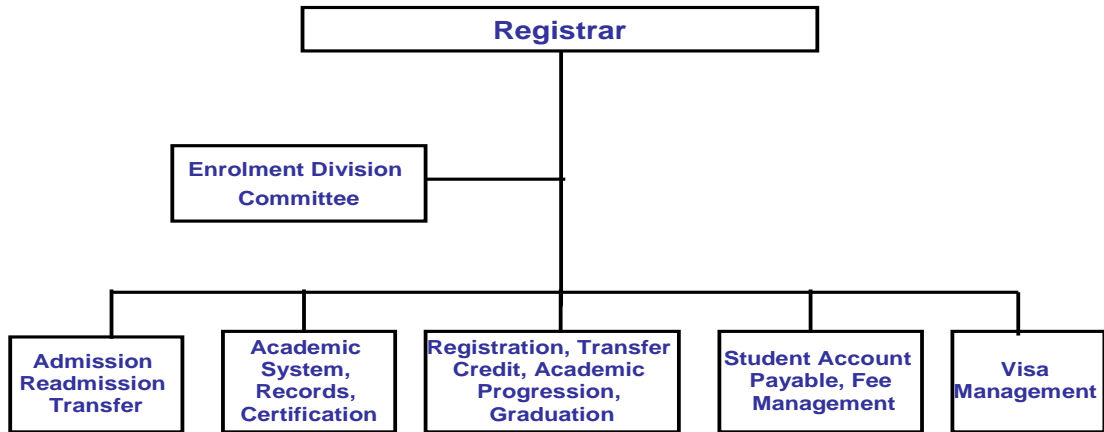 Registrar
Enrolment Division
Committee
Admission
Readmission
Transfer
Academic
System,
Records,
Certification
Registration, Transfer
Credit, Academic
Progression,
Graduation
Student Account
Payable, Fee
Management
Visa
Management